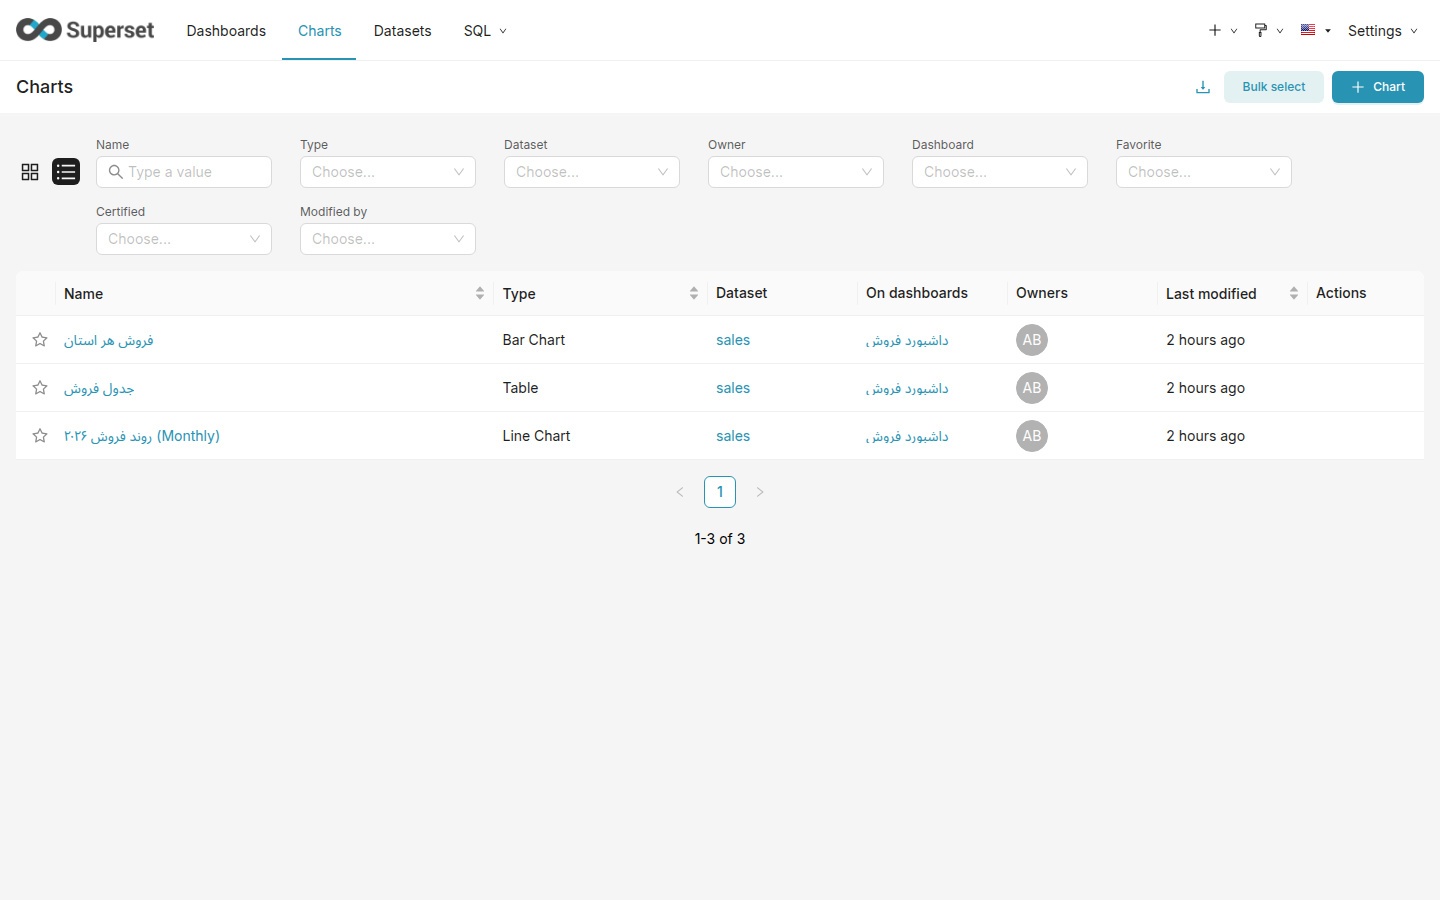 Superset Dashboards Charts Datasets SQL Settings
Charts Bulk select Chart
Name Type Dataset Owner Dashboard Favorite
Type a value Choose... Choose... Choose... Choose... Choose...
Certified Modified by
Choose... Choose...
Name Type Dataset On dashboards Owners Last modified Actions
فروش هر استان Bar Chart sales داشبورد فروش AB 2 hours ago
جدول فروش Table sales داشبورد فروش AB 2 hours ago
روند فروش ۲۰۲۶ (Monthly) Line Chart sales داشبورد فروش AB 2 hours ago
1
1-3 of 3